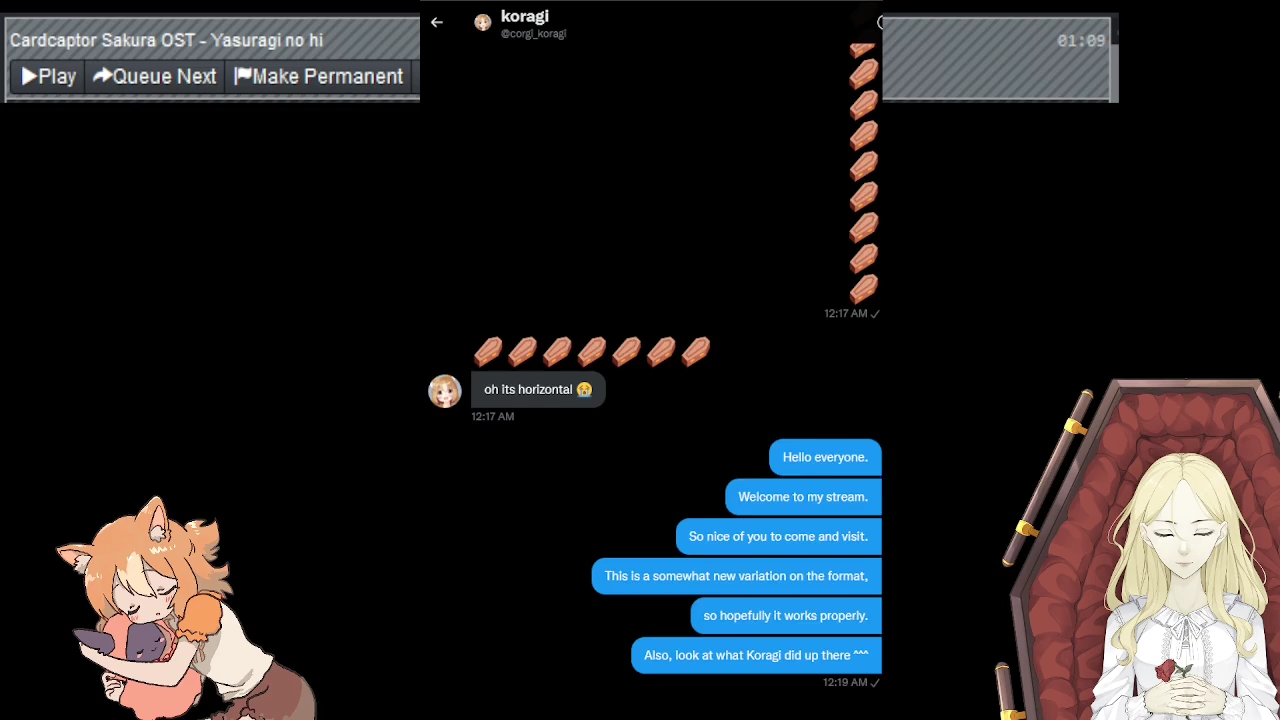 Cardcaptor Sakura OST - Yasuragi no hi
01:09
Play
Queue Next
Make Permanent
koragi
@corgi_koragi
12:17 AM
oh its horizontal 😭
12:17 AM
Hello everyone.
Welcome to my stream.
So nice of you to come and visit.
This is a somewhat new variation on the format,
so hopefully it works properly.
Also, look at what Koragi did up there ^^^
12:19 AM